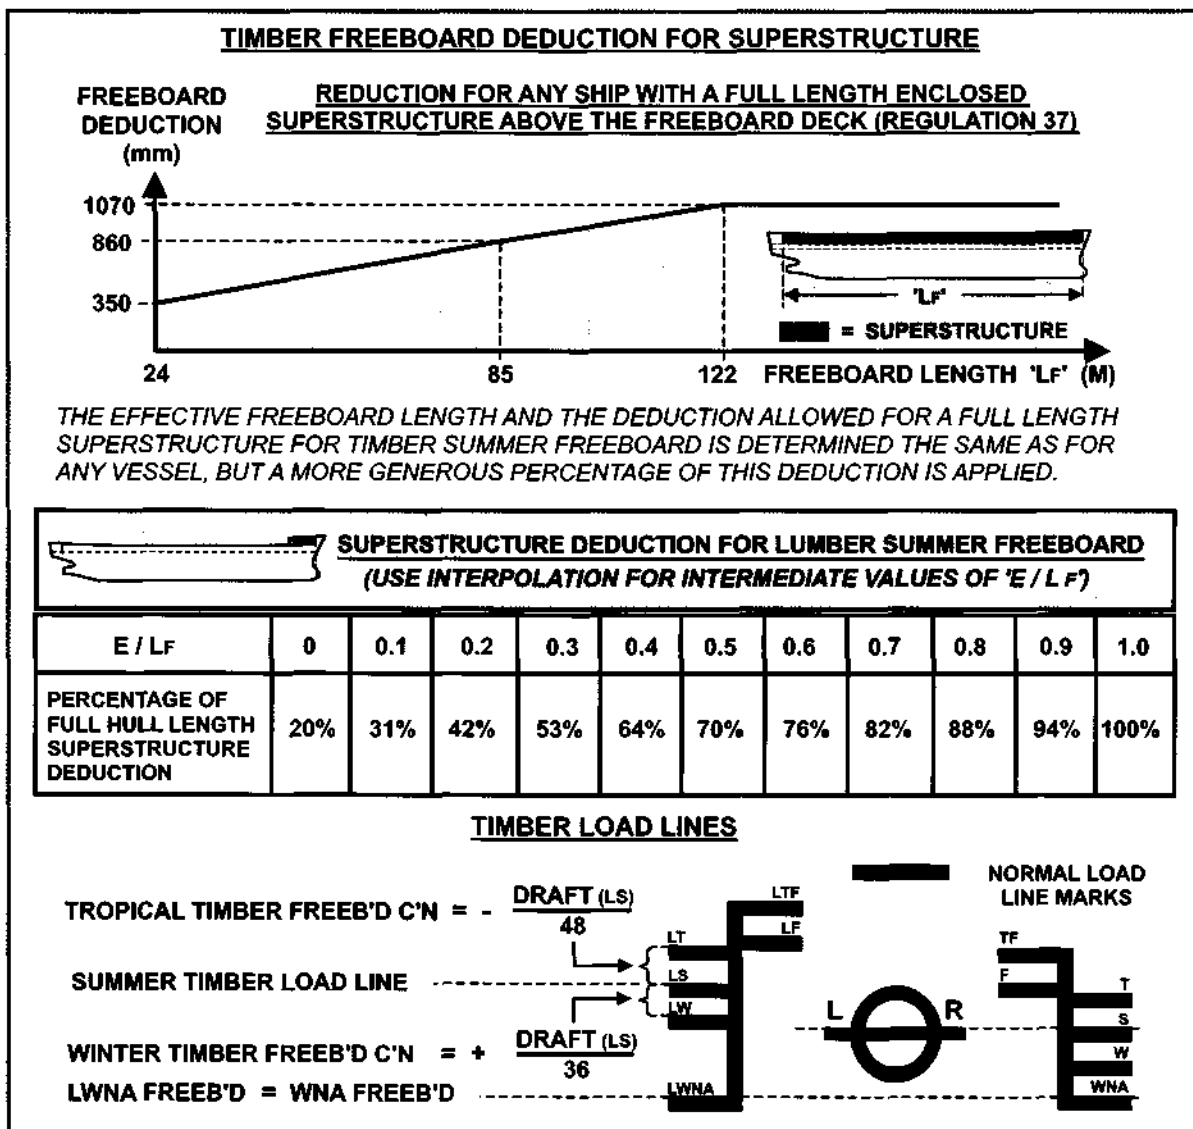 TIMBER FREEBOARD DEDUCTION FOR SUPERSTRUCTURE
FREEBOARD
DEDUCTION
(mm)
REDUCTION FOR ANY SHIP WITH A FULL LENGTH ENCLOSED
SUPERSTRUCTURE ABOVE THE FREEBOARD DECK (REGULATION 37)
1070
860
350
'LF'
= SUPERSTRUCTURE
24 85 122 FREEBOARD LENGTH 'LF' (M)
THE EFFECTIVE FREEBOARD LENGTH AND THE DEDUCTION ALLOWED FOR A FULL LENGTH
SUPERSTRUCTURE FOR TIMBER SUMMER FREEBOARD IS DETERMINED THE SAME AS FOR
ANY VESSEL, BUT A MORE GENEROUS PERCENTAGE OF THIS DEDUCTION IS APPLIED.
SUPERSTRUCTURE DEDUCTION FOR LUMBER SUMMER FREEBOARD
(USE INTERPOLATION FOR INTERMEDIATE VALUES OF 'E / L F')
E / LF 0 0.1 0.2 0.3 0.4 0.5 0.6 0.7 0.8 0.9 1.0
PERCENTAGE OF
FULL HULL LENGTH
SUPERSTRUCTURE
DEDUCTION
20% 31% 42% 53% 64% 70% 76% 82% 88% 94% 100%
TIMBER LOAD LINES
TROPICAL TIMBER FREEB'D C'N = - DRAFT (LS)
48
SUMMER TIMBER LOAD LINE
WINTER TIMBER FREEB'D C'N = + DRAFT (LS)
36
LWNA FREEB'D = WNA FREEB'D
LTF
LF
LT
LS
LW
LWNA
L R
NORMAL LOAD
LINE MARKS
TF
F
T
S
W
WNA